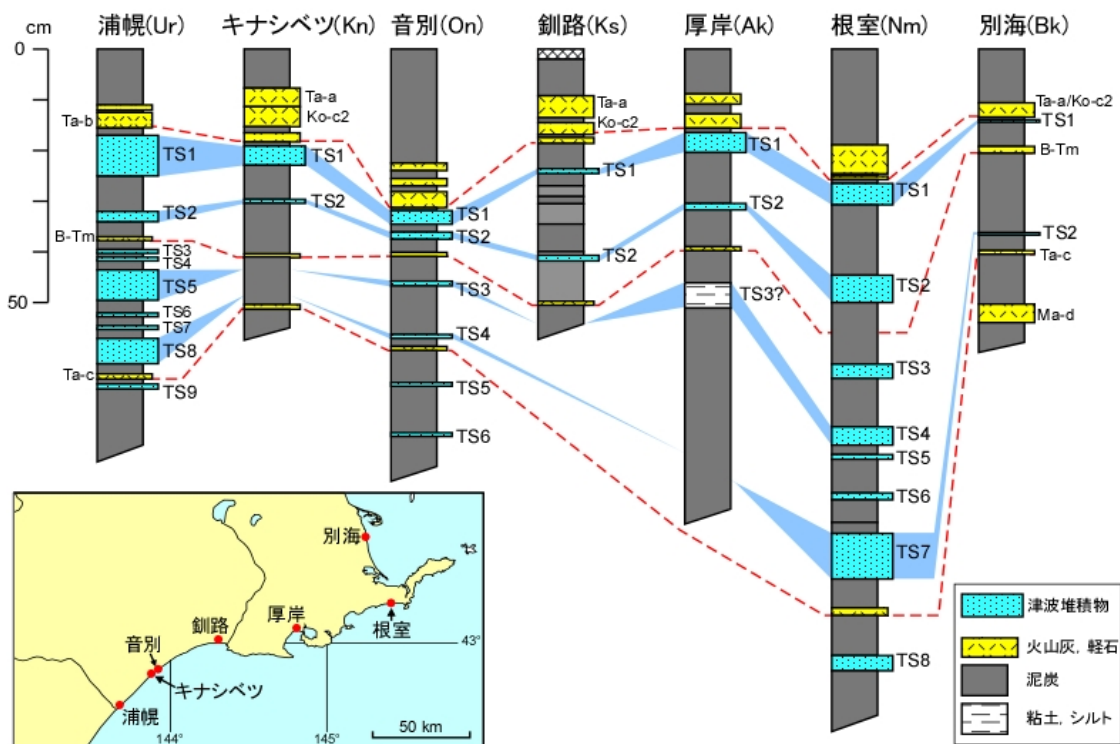 浦幌(Ur) キナシベツ(Kn) 音別(On) 釧路(Ks) 厚岸(Ak) 根室(Nm) 別海(Bk)
cm
0
50
Ta-b
TS1
TS2
B-Tm
TS3
TS4
TS5
TS6
TS7
TS8
Ta-c
TS9
Ta-a
Ko-c2
TS1
TS2
TS1
TS2
TS3
TS4
TS5
TS6
Ta-a
Ko-c2
TS1
TS2
TS1
TS2
TS3?
TS1
TS2
TS3
TS4
TS5
TS6
TS7
TS8
Ta-a/Ko-c2
TS1
B-Tm
TS2
Ta-c
Ma-d
別海
厚岸
根室
釧路
音別
キナシベツ
浦幌
43°
144°
145°
50 km
津波堆積物
火山灰, 軽石
泥炭
粘土, シルト